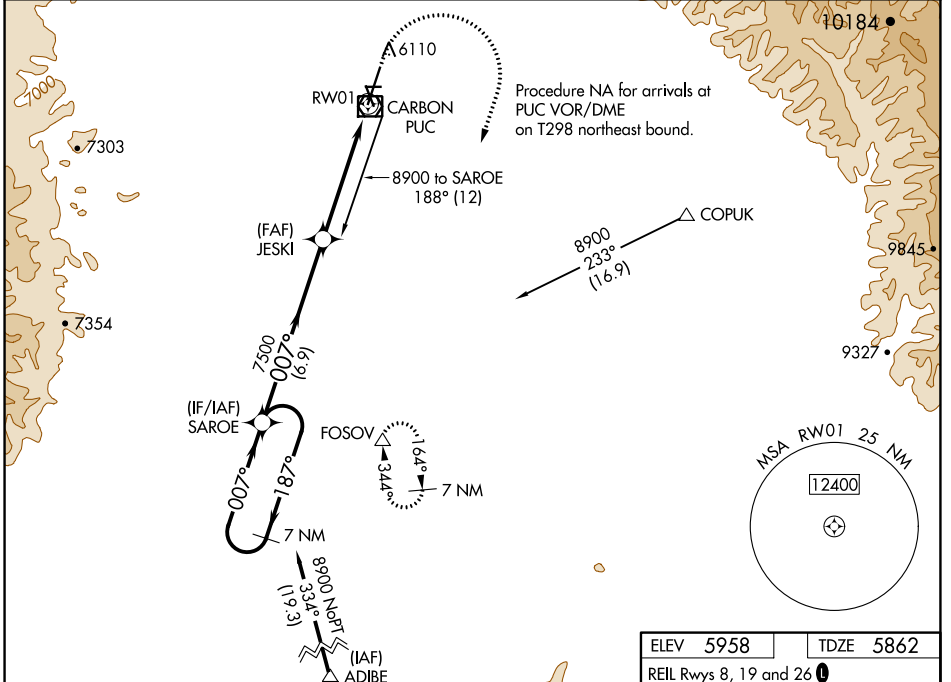 10184
6110
7000
RW01
CARBON
PUC
Procedure NA for arrivals at
PUC VOR/DME
on T298 northeast bound.
7303
8900 to SAROE
188° (12)
COPUK
(FAF)
JESKI
8900
233°
(16.9)
9845
7354
7500
007°
(6.9)
9327
(IF/IAF)
SAROE
FOSOV
164°
344°
7 NM
007°
187°
7 NM
MSA RW01 25 NM
12400
8900 NoPT
334°
(19.3)
(IAF)
ADIBE
ELEV 5958
TDZE 5862
REIL Rwys 8, 19 and 26 L